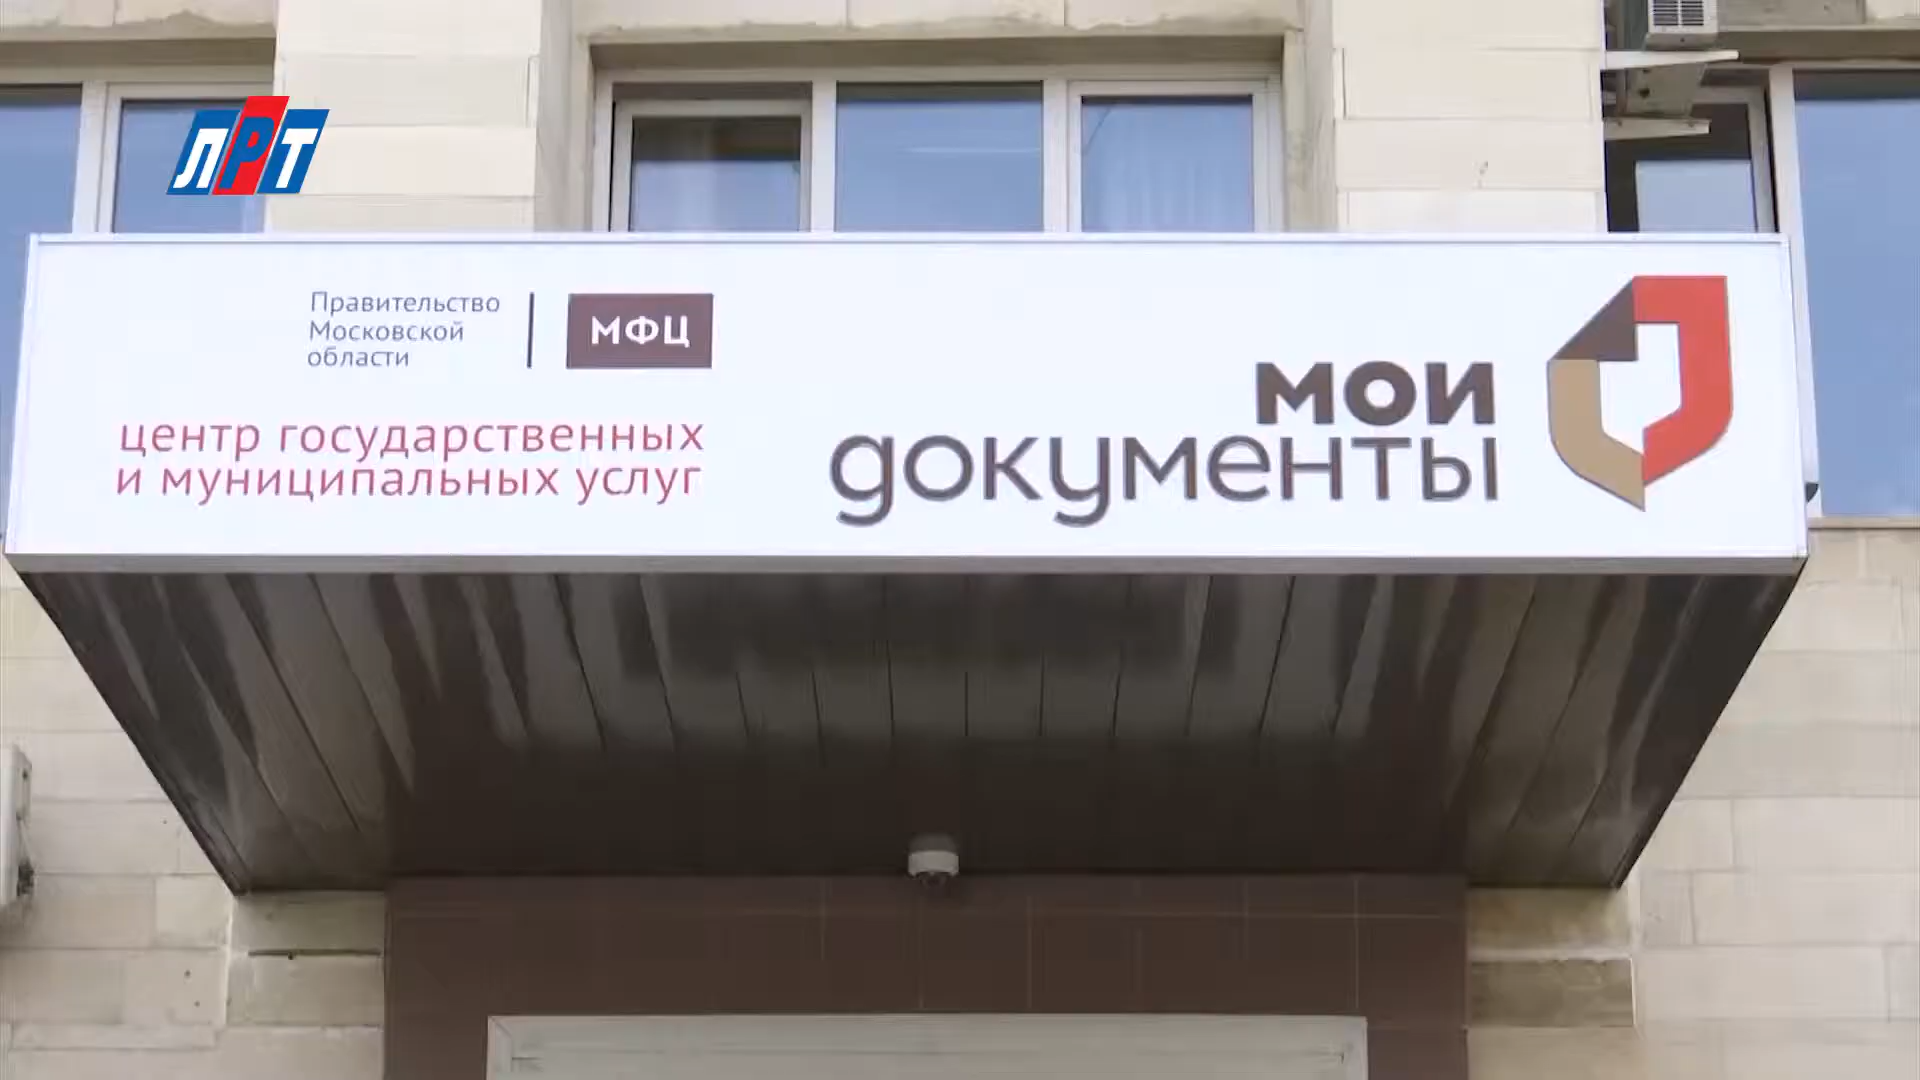 ЛРТ
Правительство
Московской
области
МФЦ
центр государственных
и муниципальных услуг
мои
документы